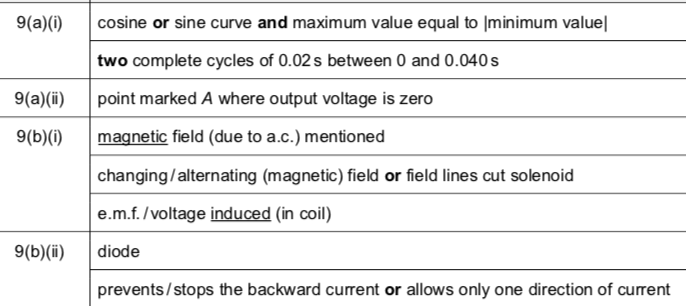 9(a)(i) cosine or sine curve and maximum value equal to |minimum value|
two complete cycles of 0.02 s between 0 and 0.040 s
9(a)(ii) point marked A where output voltage is zero
9(b)(i) magnetic field (due to a.c.) mentioned
changing/alternating (magnetic) field or field lines cut solenoid
e.m.f./voltage induced (in coil)
9(b)(ii) diode
prevents/stops the backward current or allows only one direction of current